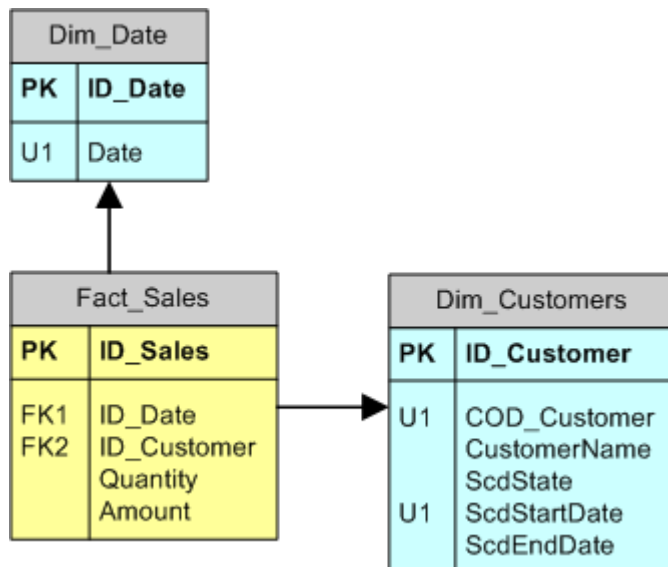 Dim_Date
PK ID_Date
U1 Date
Fact_Sales
PK ID_Sales
FK1 ID_Date
FK2 ID_Customer
Quantity
Amount
Dim_Customers
PK ID_Customer
U1 COD_Customer
CustomerName
ScdState
U1 ScdStartDate
ScdEndDate